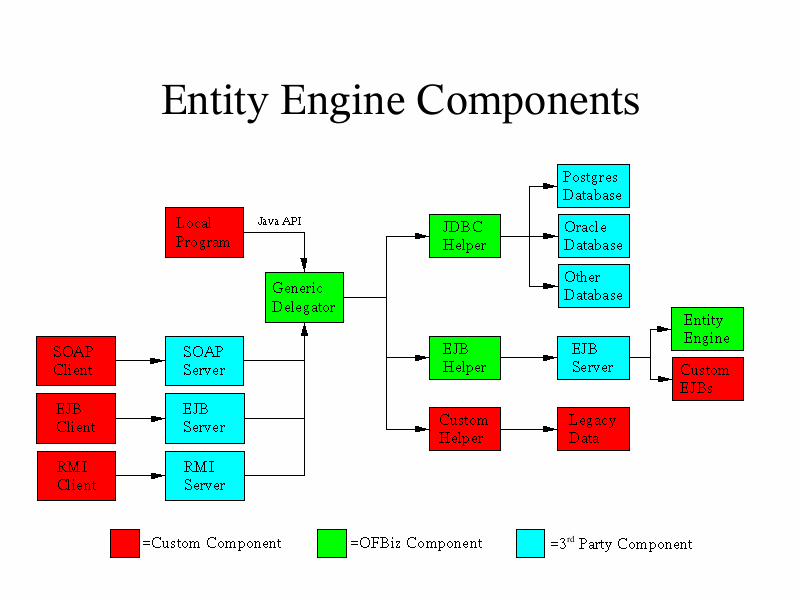 Entity Engine Components
Postgres
Database
Local
Program
Java API
JDBC
Helper
Oracle
Database
Other
Database
Generic
Delegator
Entity
Engine
SOAP
Client
SOAP
Server
EJB
Helper
EJB
Server
Custom
EJBs
EJB
Client
EJB
Server
Custom
Helper
Legacy
Data
RMI
Client
RMI
Server
=Custom Component
=OFBiz Component
=3rd Party Component